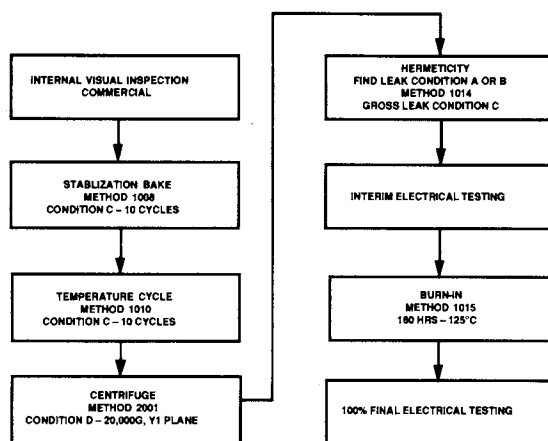 INTERNAL VISUAL INSPECTION
COMMERCIAL
STABLIZATION BAKE
METHOD 1008
CONDITION C – 10 CYCLES
TEMPERATURE CYCLE
METHOD 1010
CONDITION C – 10 CYCLES
CENTRIFUGE
METHOD 2001
CONDITION D – 20,000G, Y1 PLANE
HERMETICITY
FIND LEAK CONDITION A OR B
METHOD 1014
GROSS LEAK CONDITION C
INTERIM ELECTRICAL TESTING
BURN-IN
METHOD 1015
160 HRS – 125°C
100% FINAL ELECTRICAL TESTING